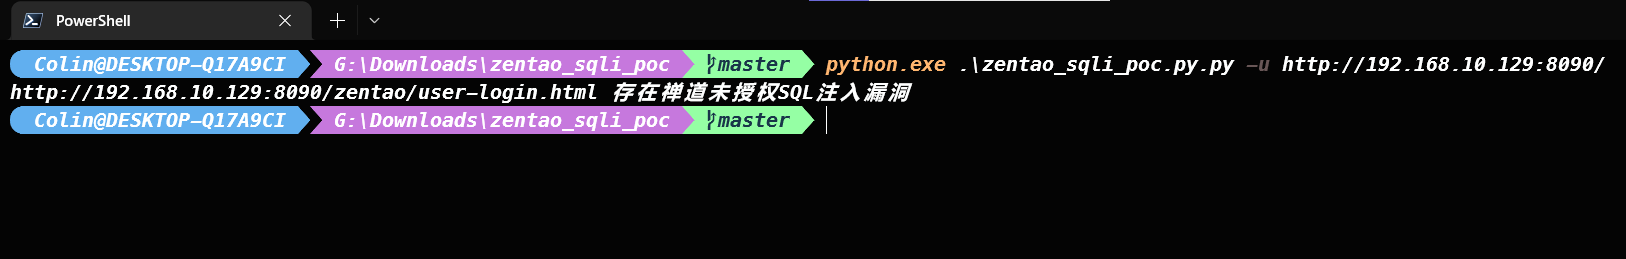 PowerShell
Colin@DESKTOP-Q17A9CI G:\Downloads\zentao_sqli_poc master python.exe .\zentao_sqli_poc.py.py -u http://192.168.10.129:8090/
http://192.168.10.129:8090/zentao/user-login.html 存在禅道未授权SQL注入漏洞
Colin@DESKTOP-Q17A9CI G:\Downloads\zentao_sqli_poc master